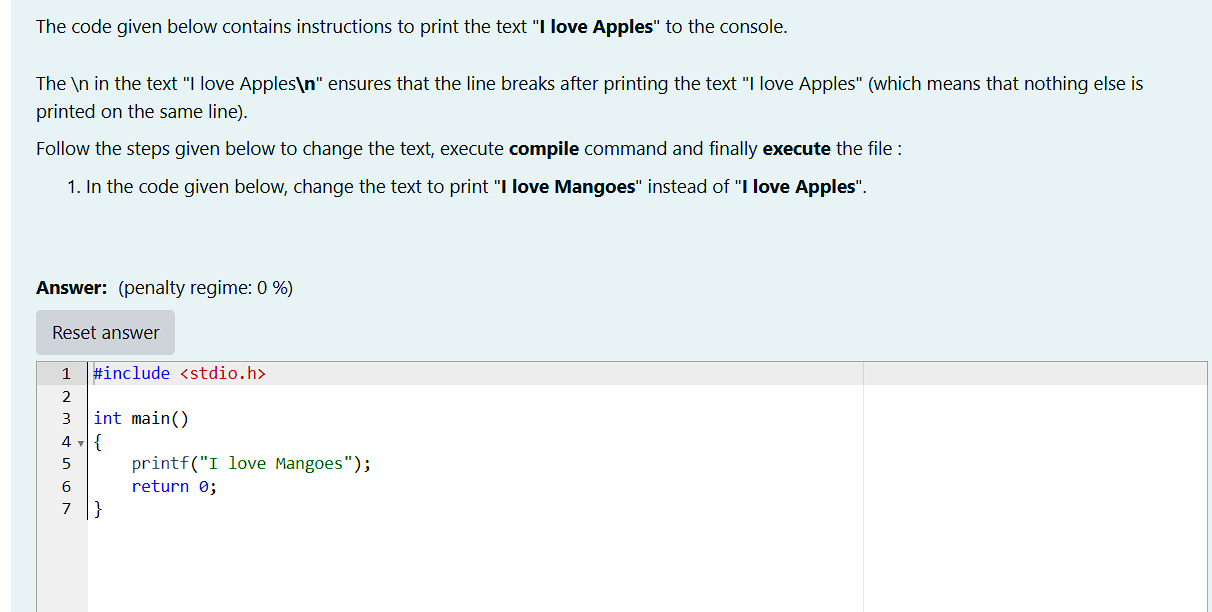 The code given below contains instructions to print the text "I love Apples" to the console.
The \n in the text "I love Apples\n" ensures that the line breaks after printing the text "I love Apples" (which means that nothing else is
printed on the same line).
Follow the steps given below to change the text, execute compile command and finally execute the file :
1. In the code given below, change the text to print "I love Mangoes" instead of "I love Apples".
Answer: (penalty regime: 0 %)
Reset answer
1 #include <stdio.h>
2
3 int main()
4 {
5 printf("I love Mangoes");
6 return 0;
7 }